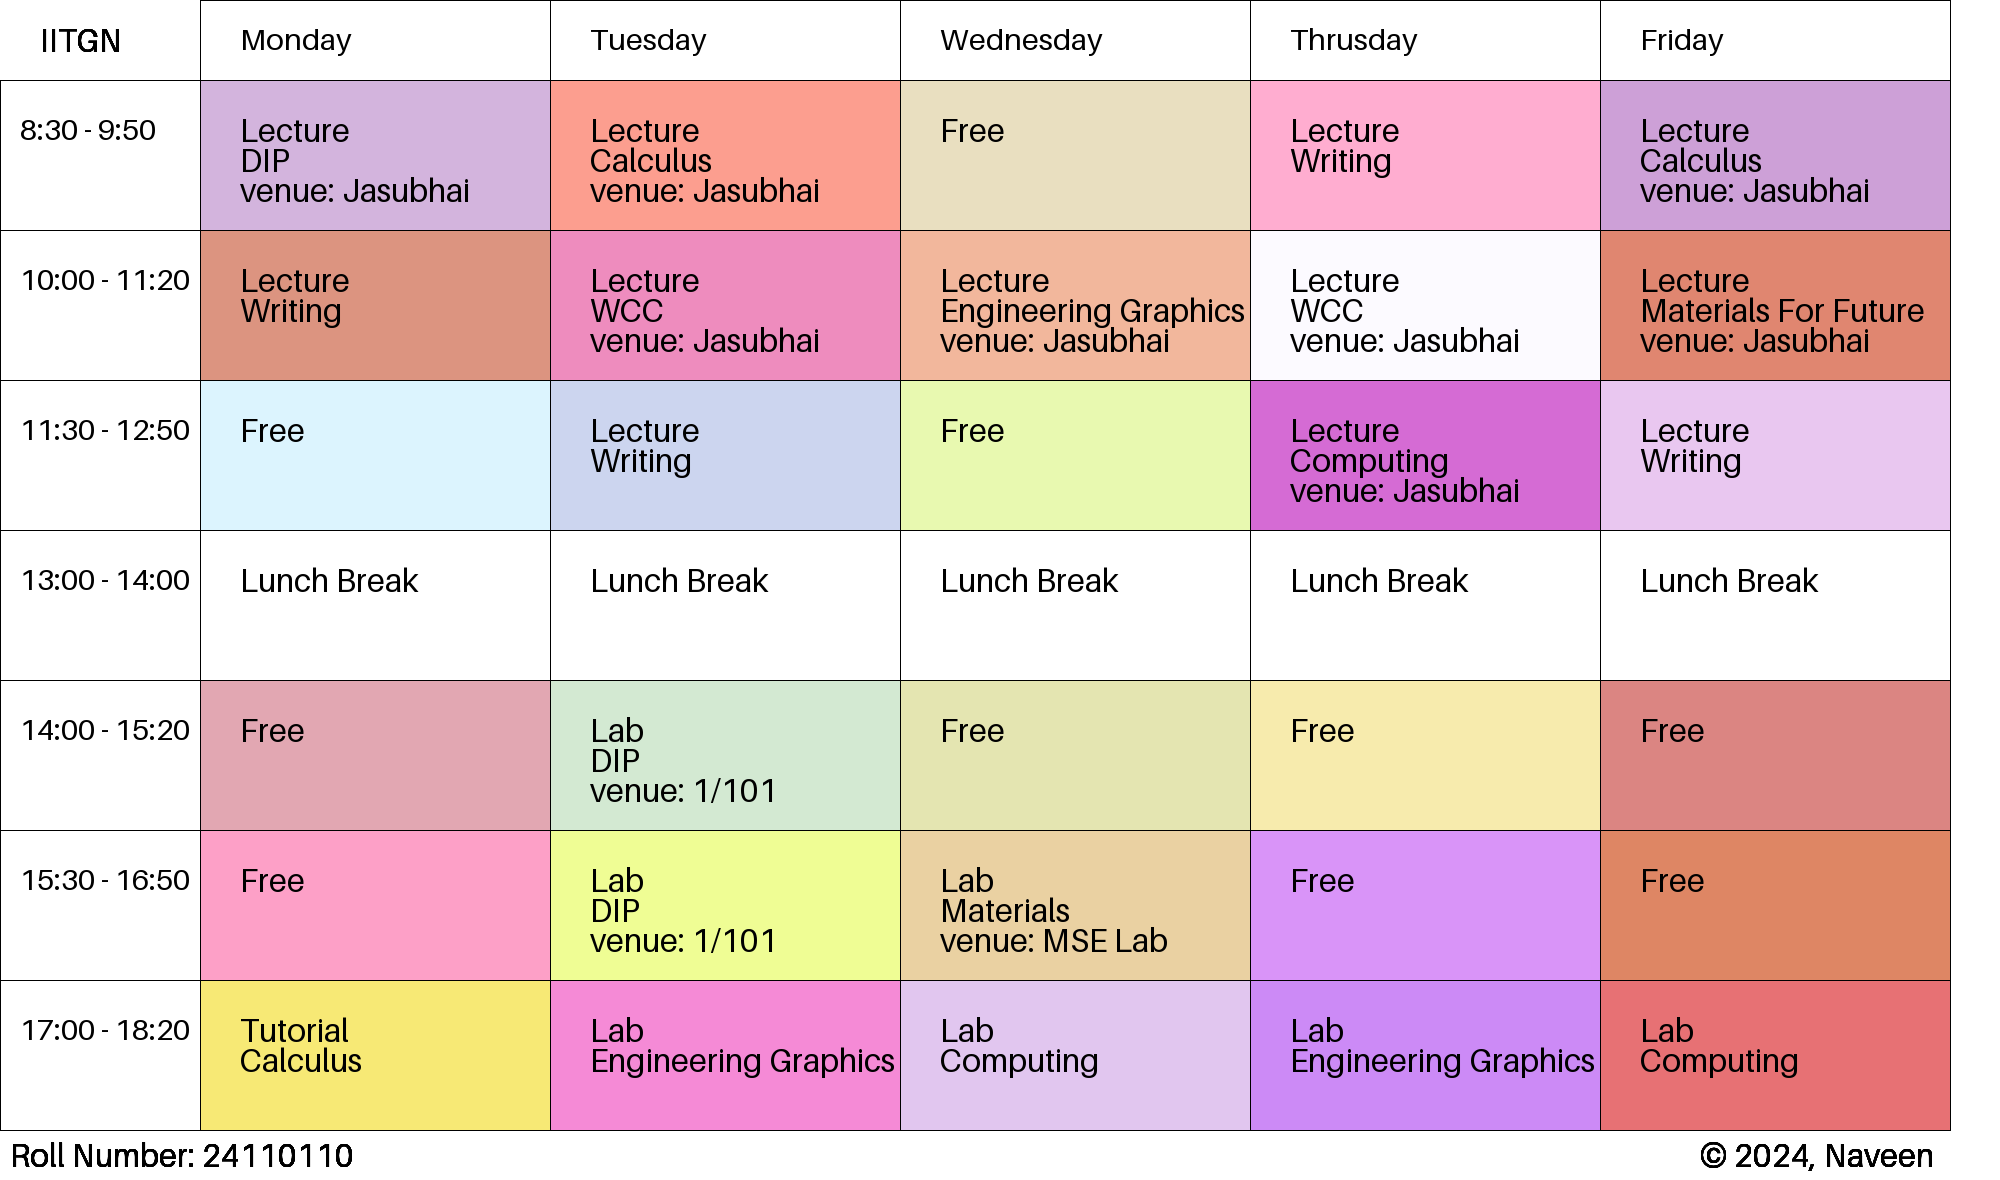 IITGN
Monday
Tuesday
Wednesday
Thrusday
Friday
8:30 - 9:50
Lecture
DIP
venue: Jasubhai
Lecture
Calculus
venue: Jasubhai
Free
Lecture
Writing
Lecture
Calculus
venue: Jasubhai
10:00 - 11:20
Lecture
Writing
Lecture
WCC
venue: Jasubhai
Lecture
Engineering Graphics
venue: Jasubhai
Lecture
WCC
venue: Jasubhai
Lecture
Materials For Future
venue: Jasubhai
11:30 - 12:50
Free
Lecture
Writing
Free
Lecture
Computing
venue: Jasubhai
Lecture
Writing
13:00 - 14:00
Lunch Break
Lunch Break
Lunch Break
Lunch Break
Lunch Break
14:00 - 15:20
Free
Lab
DIP
venue: 1/101
Free
Free
Free
15:30 - 16:50
Free
Lab
DIP
venue: 1/101
Lab
Materials
venue: MSE Lab
Free
Free
17:00 - 18:20
Tutorial
Calculus
Lab
Engineering Graphics
Lab
Computing
Lab
Engineering Graphics
Lab
Computing
Roll Number: 24110110
© 2024, Naveen